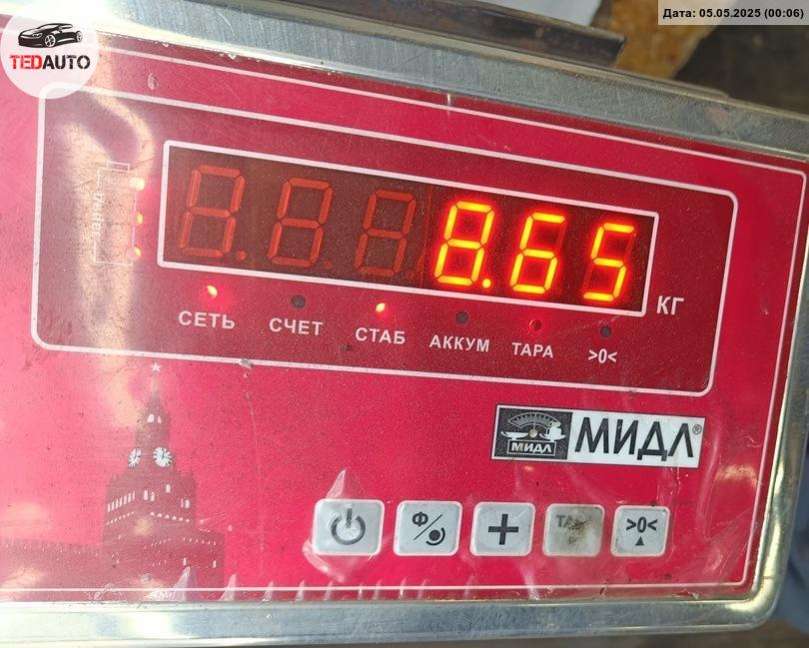 Дата: 05.05.2025 (00:06)
TEDAUTO
8.65
КГ
СЕТЬ СЧЕТ СТАБ АККУМ ТАРА >0<
МИДЛ МИДЛ®
Ф/ + >0<